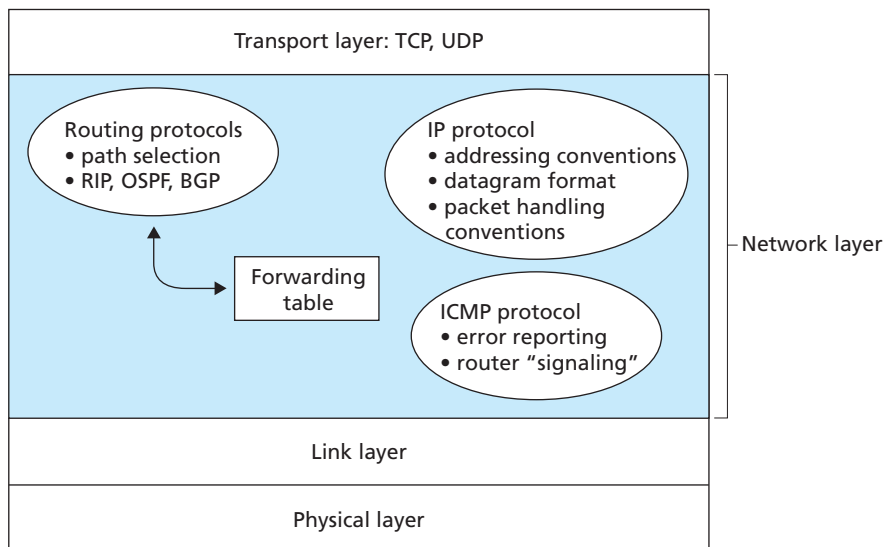 Transport layer: TCP, UDP
Routing protocols
• path selection
• RIP, OSPF, BGP
IP protocol
• addressing conventions
• datagram format
• packet handling
conventions
Network layer
Forwarding
table
ICMP protocol
• error reporting
• router “signaling”
Link layer
Physical layer